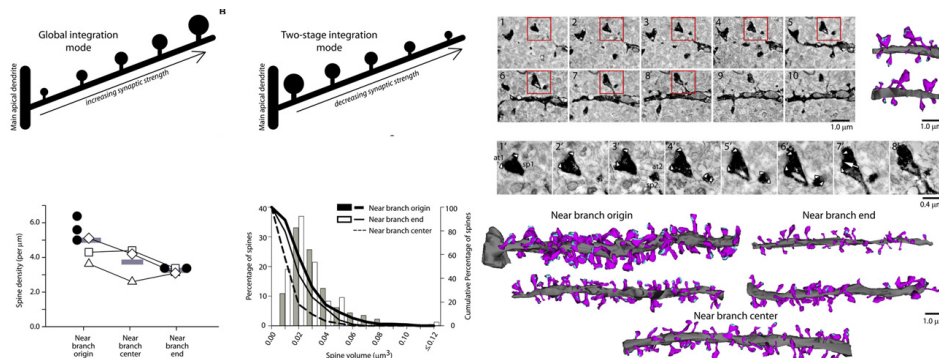 B
Global integration
mode
Main apical dendrite
increasing synaptic strength
Two-stage integration
mode
Main apical dendrite
decreasing synaptic strength
1 2 3 4 5
6 7 8 9 10
1.0 µm
1.0 µ
1' 2' 3' 4' 5' 6' 7' 8'
at1
sp1
at2
sp2
0.4 µ
Spine density (per µm)
6.0
4.0
2.0
0.0
Near
branch
origin
Near
branch
center
Near
branch
end
Near branch origin
Near branch end
Near branch center
Percentage of spines
40
30
20
10
0
Cumulative Percentage of spines
100
80
60
40
20
0
0.00
0.02
0.04
0.06
0.08
0.10
≤ 0.12
Spine volume (µm³)
Near branch origin
Near branch end
Near branch center
1.0